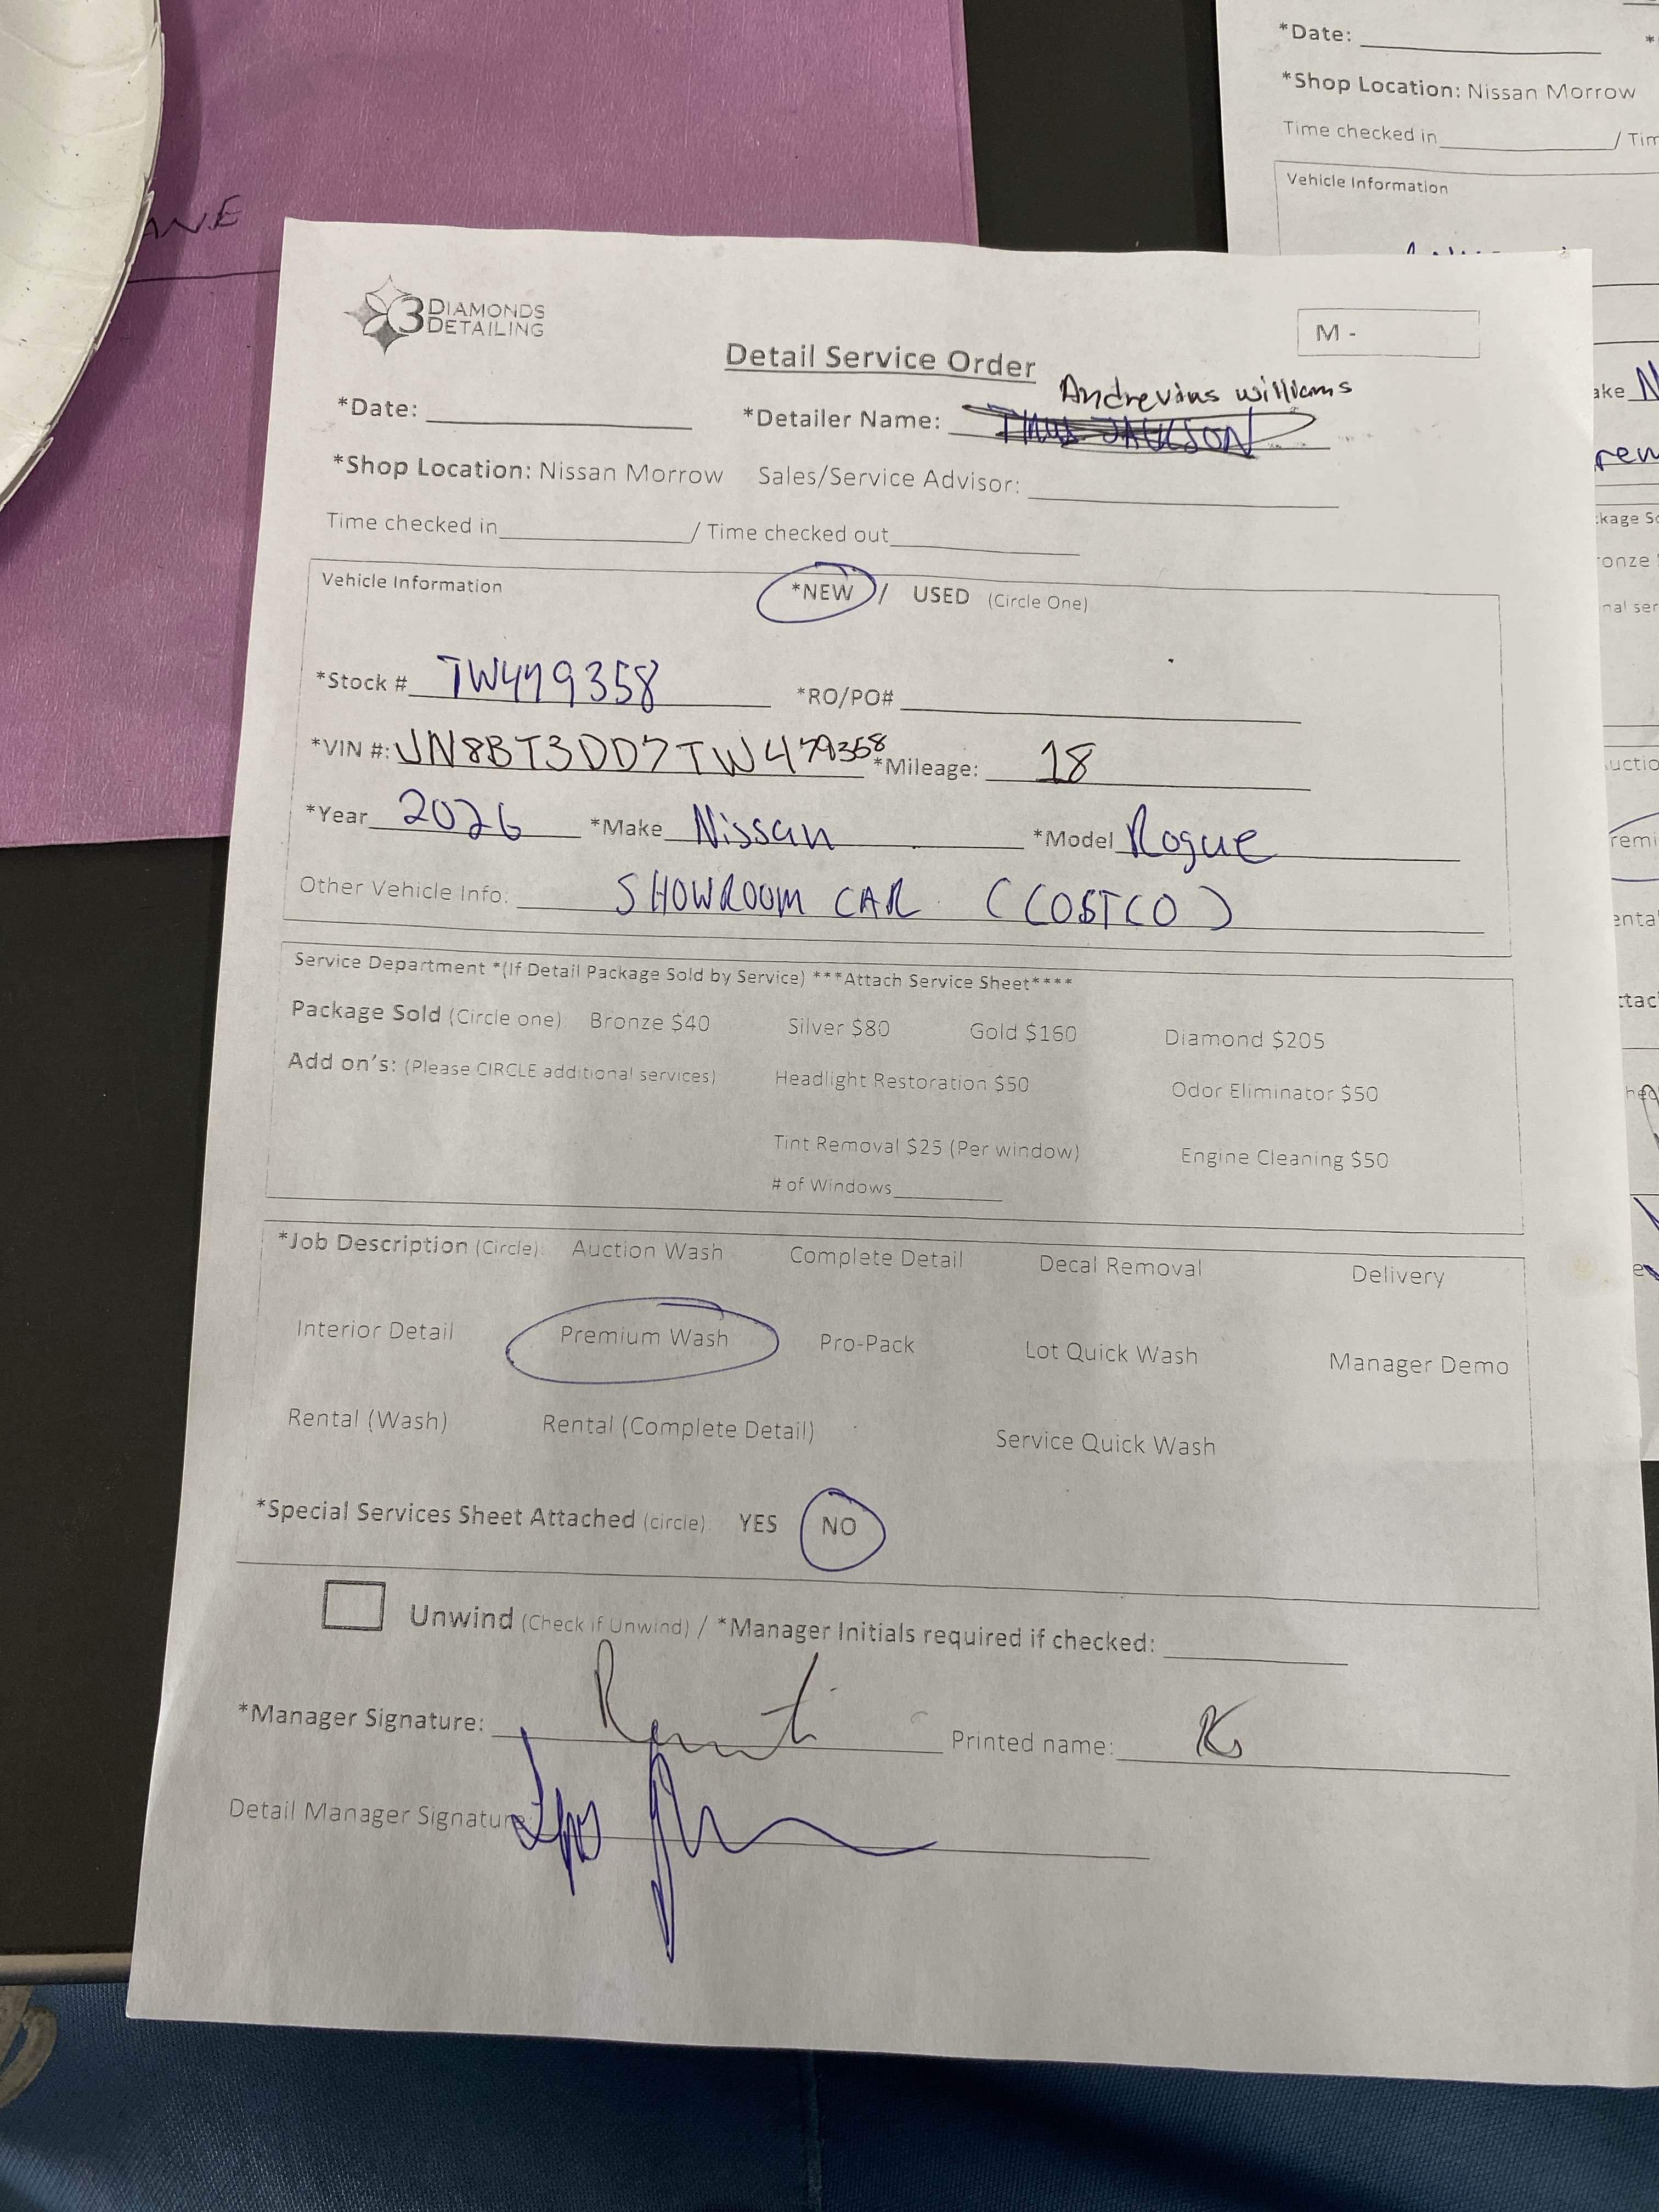 ANE
*Date:
*Shop Location: Nissan Morrow
Time checked in / Tim
Vehicle Information
3 DIAMONDS
DETAILING
M -
Detail Service Order
Andrevius Williams
*Date: *Detailer Name: JACKSON
*Shop Location: Nissan Morrow Sales/Service Advisor:
Time checked in / Time checked out
Vehicle Information *NEW / USED (Circle One)
*Stock # TW479358 *RO/PO#
*VIN #: JN8BT3DD7TW479358 *Mileage: 18
*Year 2026 *Make Nissan *Model Rogue
Other Vehicle Info: SHOWROOM CAR (COSTCO)
Service Department *(If Detail Package Sold by Service) ***Attach Service Sheet****
Package Sold (Circle one) Bronze $40 Silver $80 Gold $160 Diamond $205
Add on's: (Please CIRCLE additional services) Headlight Restoration $50 Odor Eliminator $50
Tint Removal $25 (Per window) Engine Cleaning $50
# of Windows
*Job Description (Circle): Auction Wash Complete Detail Decal Removal Delivery
Interior Detail Premium Wash Pro-Pack Lot Quick Wash Manager Demo
Rental (Wash) Rental (Complete Detail) Service Quick Wash
*Special Services Sheet Attached (circle) YES NO
Unwind (Check if Unwind) / *Manager Initials required if checked:
*Manager Signature: Printed name:
Detail Manager Signature: